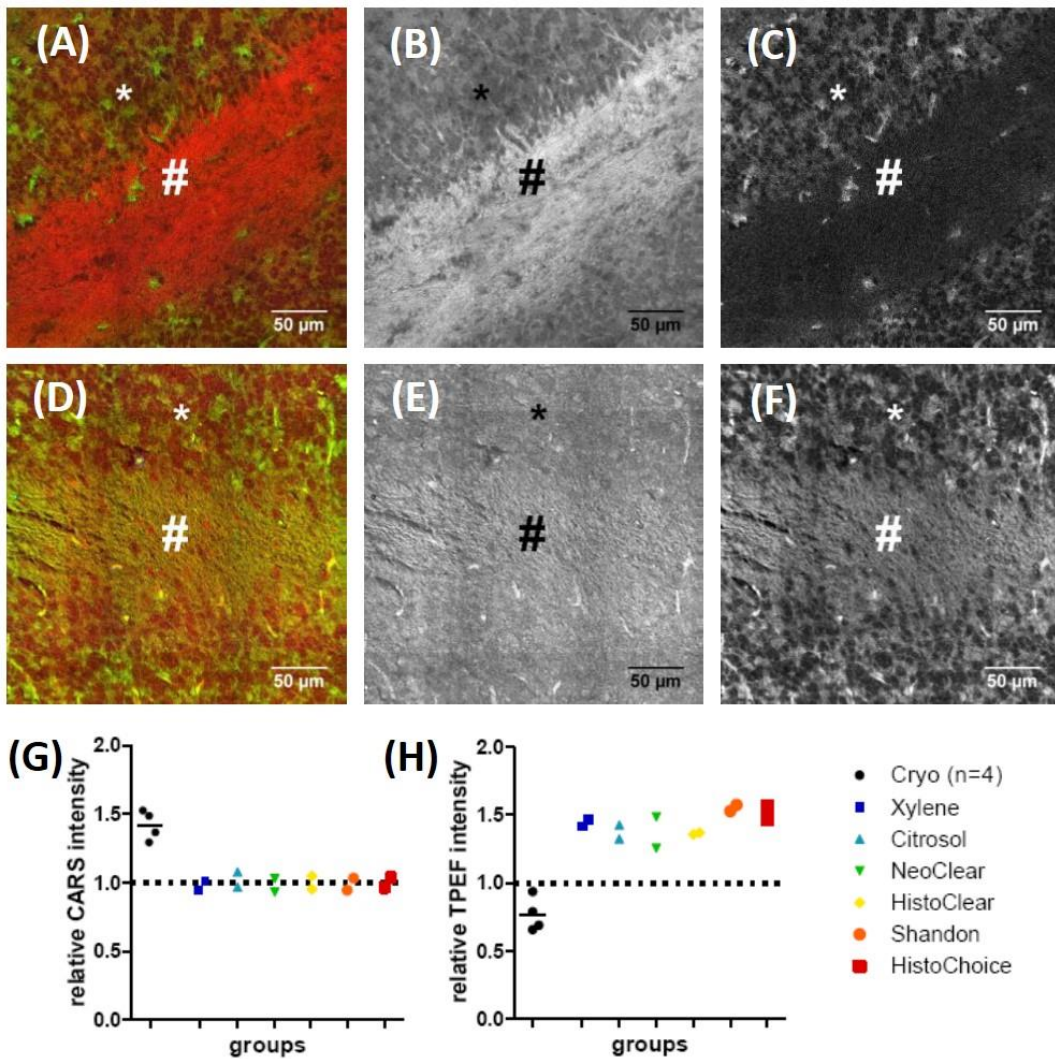 (A)
(B)
(C)
*
*
*
#
#
#
50 µm
50 µm
50 µm
(D)
(E)
(F)
*
*
*
#
#
#
50 µm
50 µm
50 µm
(G)
relative CARS intensity
2.0
1.5
1.0
0.5
0.0
groups
(H)
relative TPEF intensity
2.0
1.5
1.0
0.5
0.0
groups
Cryo (n=4)
Xylene
Citrosol
NeoClear
HistoClear
Shandon
HistoChoice